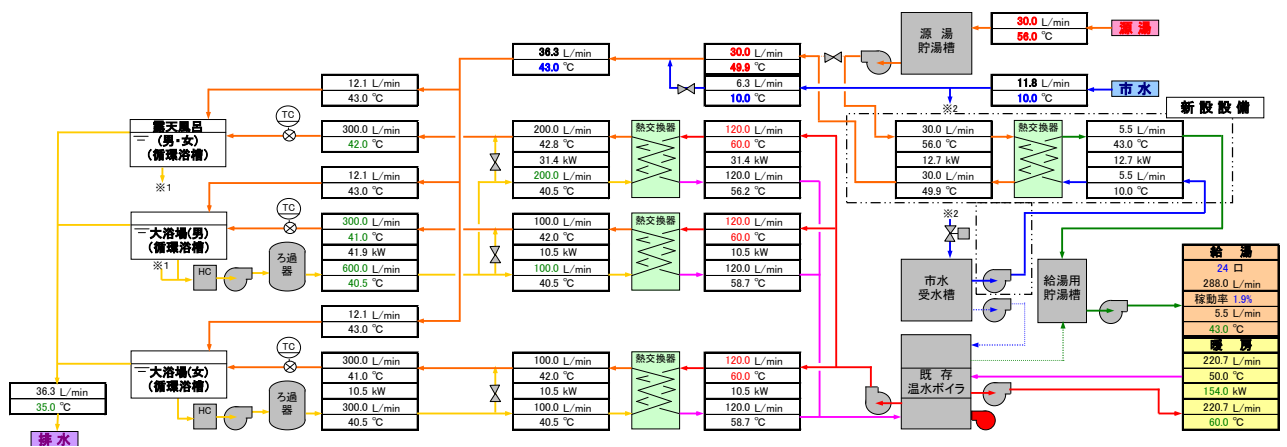 源 湯
貯湯槽
30.0 L/min
56.0 ℃
源 湯
36.3 L/min
43.0 ℃
30.0 L/min
49.9 ℃
6.3 L/min
10.0 ℃
11.8 L/min
10.0 ℃
市 水
※2
新 設 設 備
12.1 L/min
43.0 ℃
露天風呂
(男・女)
(循環浴槽)
※1
TC
300.0 L/min
42.0 ℃
200.0 L/min
42.8 ℃
31.4 kW
200.0 L/min
40.5 ℃
熱交換器
120.0 L/min
60.0 ℃
31.4 kW
120.0 L/min
56.2 ℃
30.0 L/min
56.0 ℃
12.7 kW
30.0 L/min
49.9 ℃
熱交換器
5.5 L/min
43.0 ℃
12.7 kW
5.5 L/min
10.0 ℃
12.1 L/min
43.0 ℃
大浴場(男)
(循環浴槽)
※1
HC
ろ過
器
TC
300.0 L/min
41.0 ℃
41.9 kW
600.0 L/min
40.5 ℃
100.0 L/min
42.0 ℃
10.5 kW
100.0 L/min
40.5 ℃
熱交換器
120.0 L/min
60.0 ℃
10.5 kW
120.0 L/min
58.7 ℃
※2
市水
受水槽
給湯用
貯湯槽
給 湯
24 口
288.0 L/min
稼動率 1.9%
5.5 L/min
43.0 ℃
暖 房
220.7 L/min
50.0 ℃
154.0 kW
220.7 L/min
60.0 ℃
12.1 L/min
43.0 ℃
大浴場(女)
(循環浴槽)
HC
ろ過
器
TC
300.0 L/min
41.0 ℃
10.5 kW
300.0 L/min
40.5 ℃
100.0 L/min
42.0 ℃
10.5 kW
100.0 L/min
40.5 ℃
熱交換器
120.0 L/min
60.0 ℃
10.5 kW
120.0 L/min
58.7 ℃
既 存
温水ボイラ
36.3 L/min
35.0 ℃
排 水